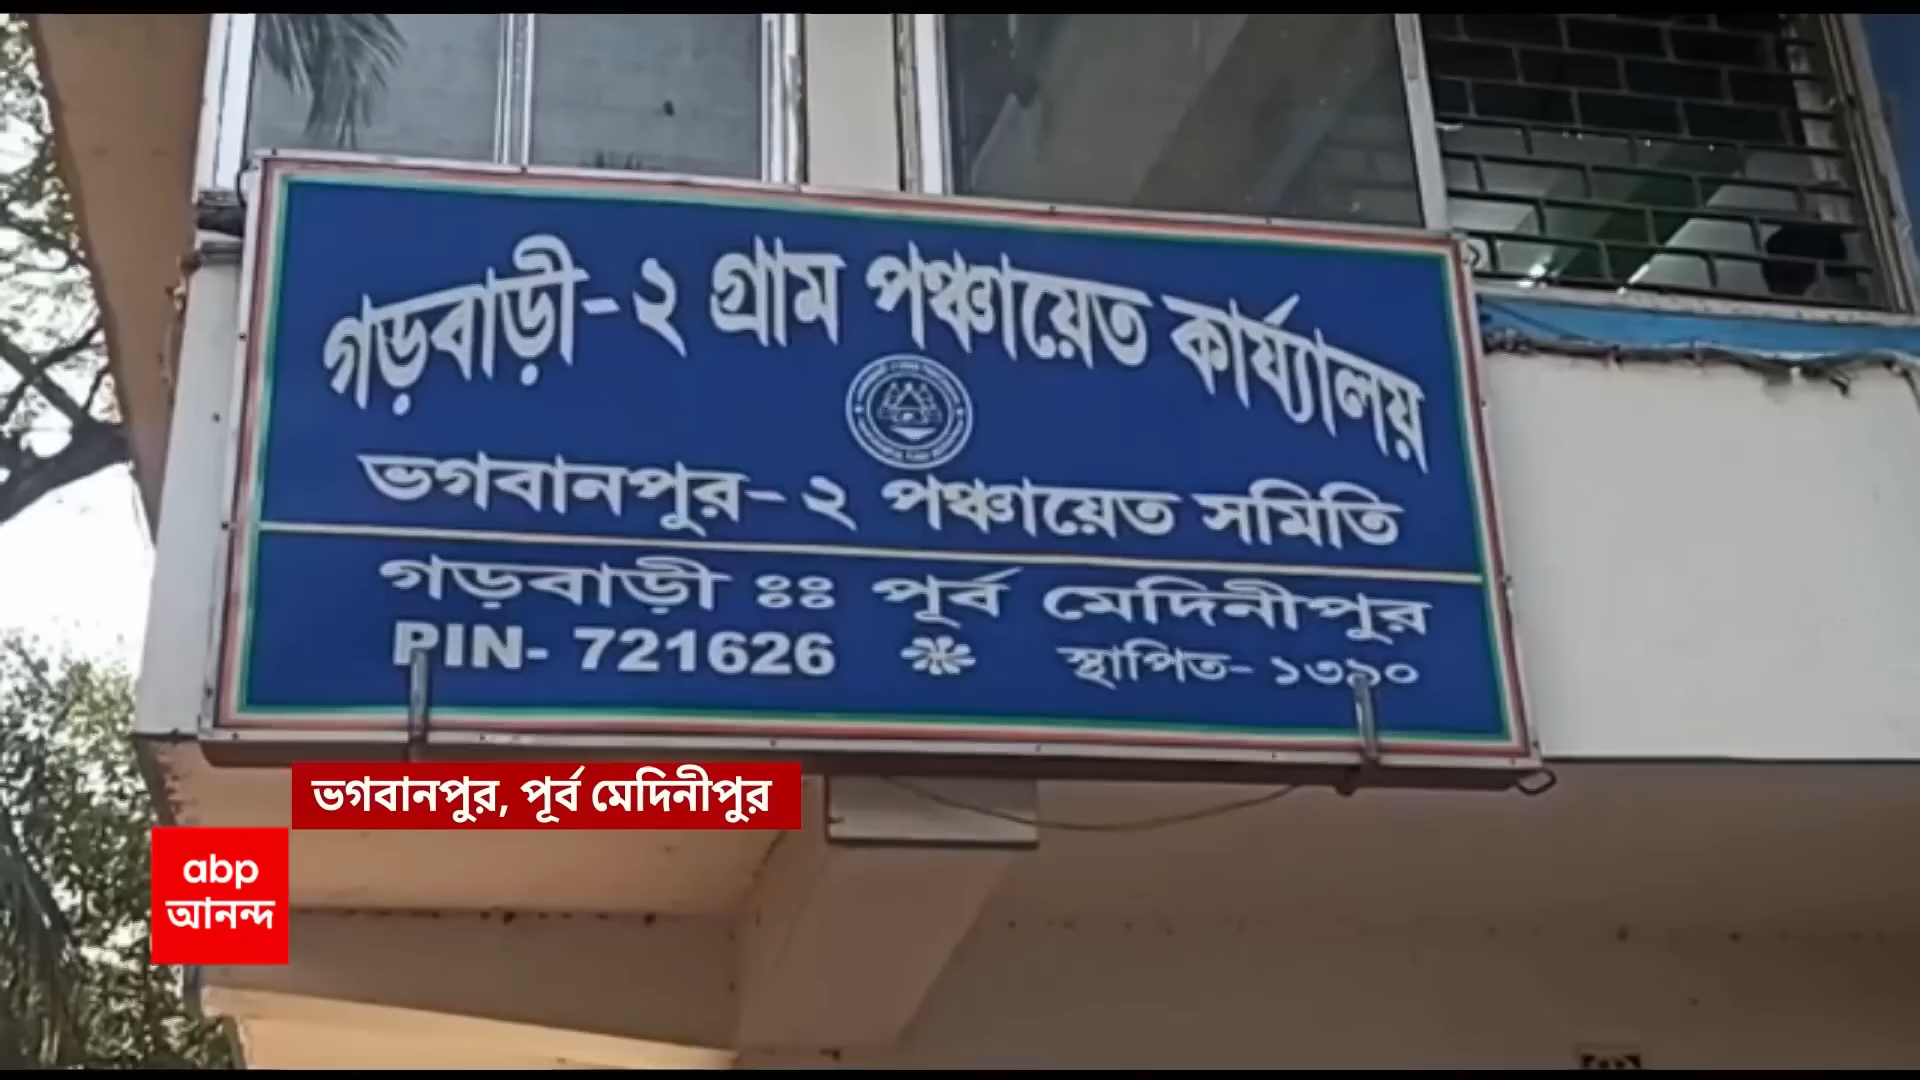 গড়বাড়ী-২ গ্রাম পঞ্চায়েত কার্য্যালয়
ভগবানপুর-২ পঞ্চায়েত সমিতি
গড়বাড়ী ঃঃ পূর্ব মেদিনীপুর
PIN- 721626 স্থাপিত- ১৩৯০
ভগবানপুর, পূর্ব মেদিনীপুর
abp
আনন্দ